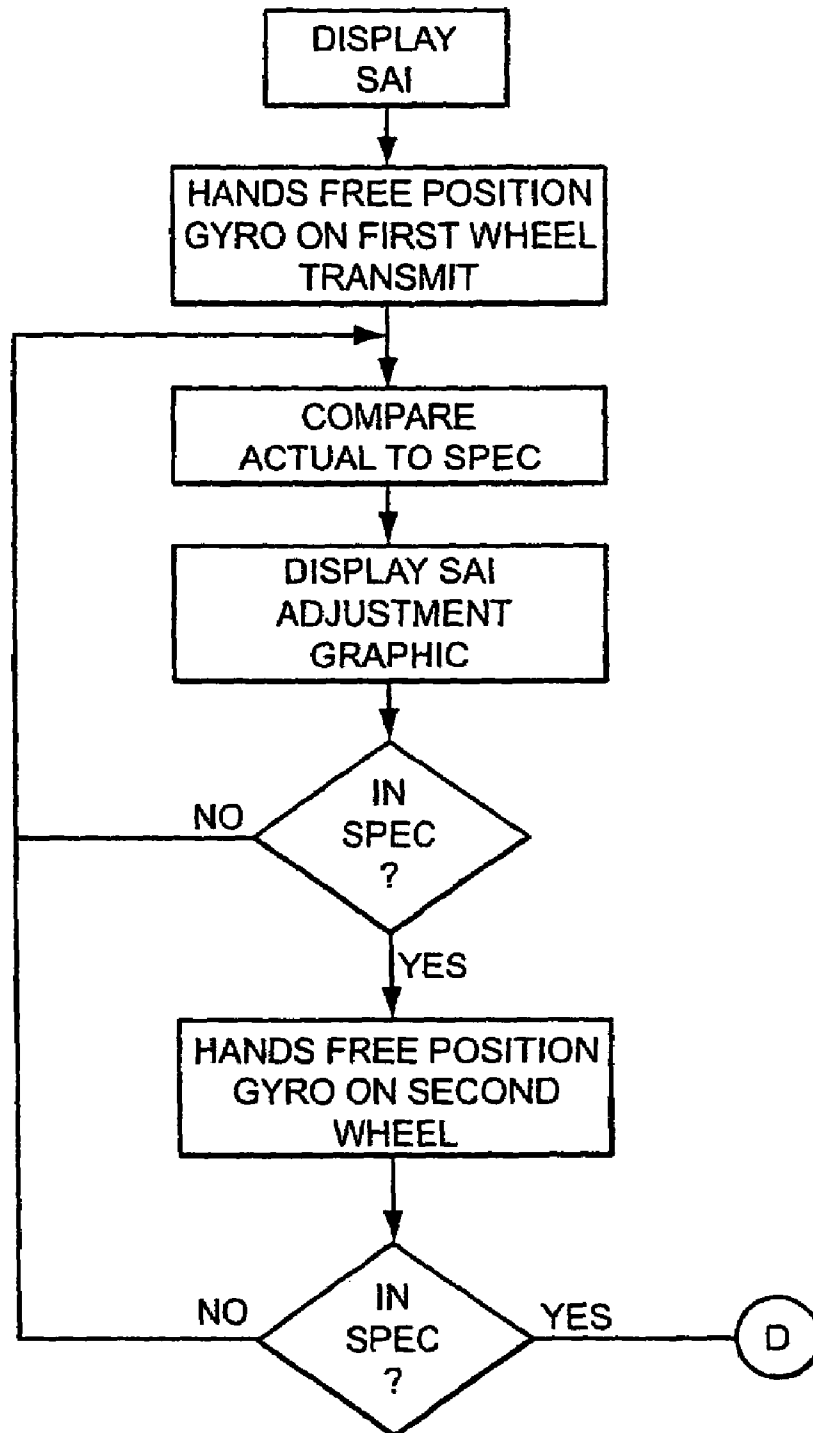 DISPLAY
SAI
HANDS FREE POSITION
GYRO ON FIRST WHEEL
TRANSMIT
COMPARE
ACTUAL TO SPEC
DISPLAY SAI
ADJUSTMENT
GRAPHIC
NO
IN
SPEC
?
YES
HANDS FREE POSITION
GYRO ON SECOND
WHEEL
NO
IN
SPEC
?
YES
D